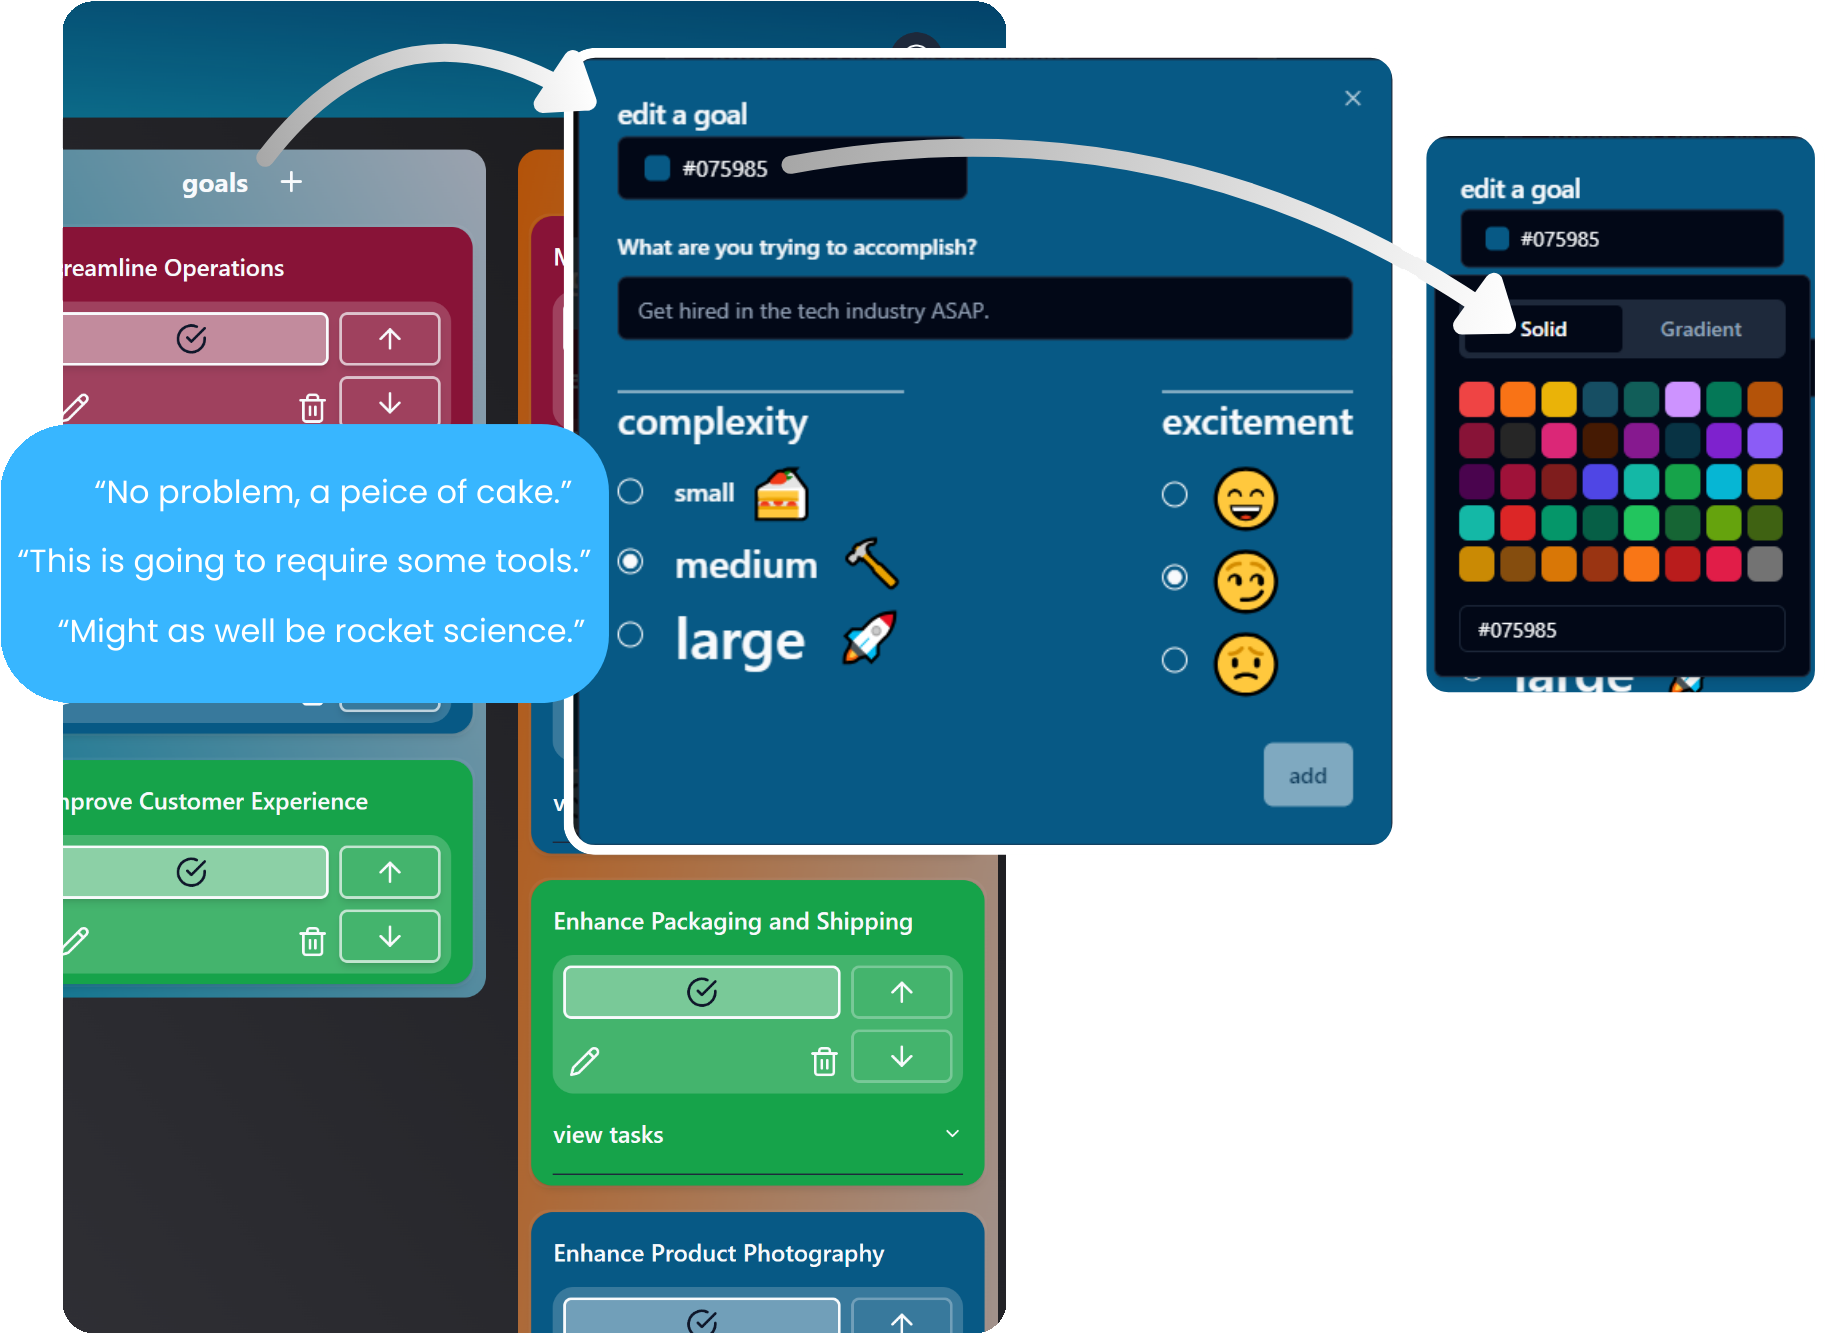 goals +
reamline Operations
mprove Customer Experience
“No problem, a peice of cake.”
“This is going to require some tools.”
“Might as well be rocket science.”
edit a goal
#075985
What are you trying to accomplish?
Get hired in the tech industry ASAP.
complexity
small
medium
large
excitement
add
Enhance Packaging and Shipping
view tasks
Enhance Product Photography
edit a goal
#075985
Solid Gradient
#075985
large